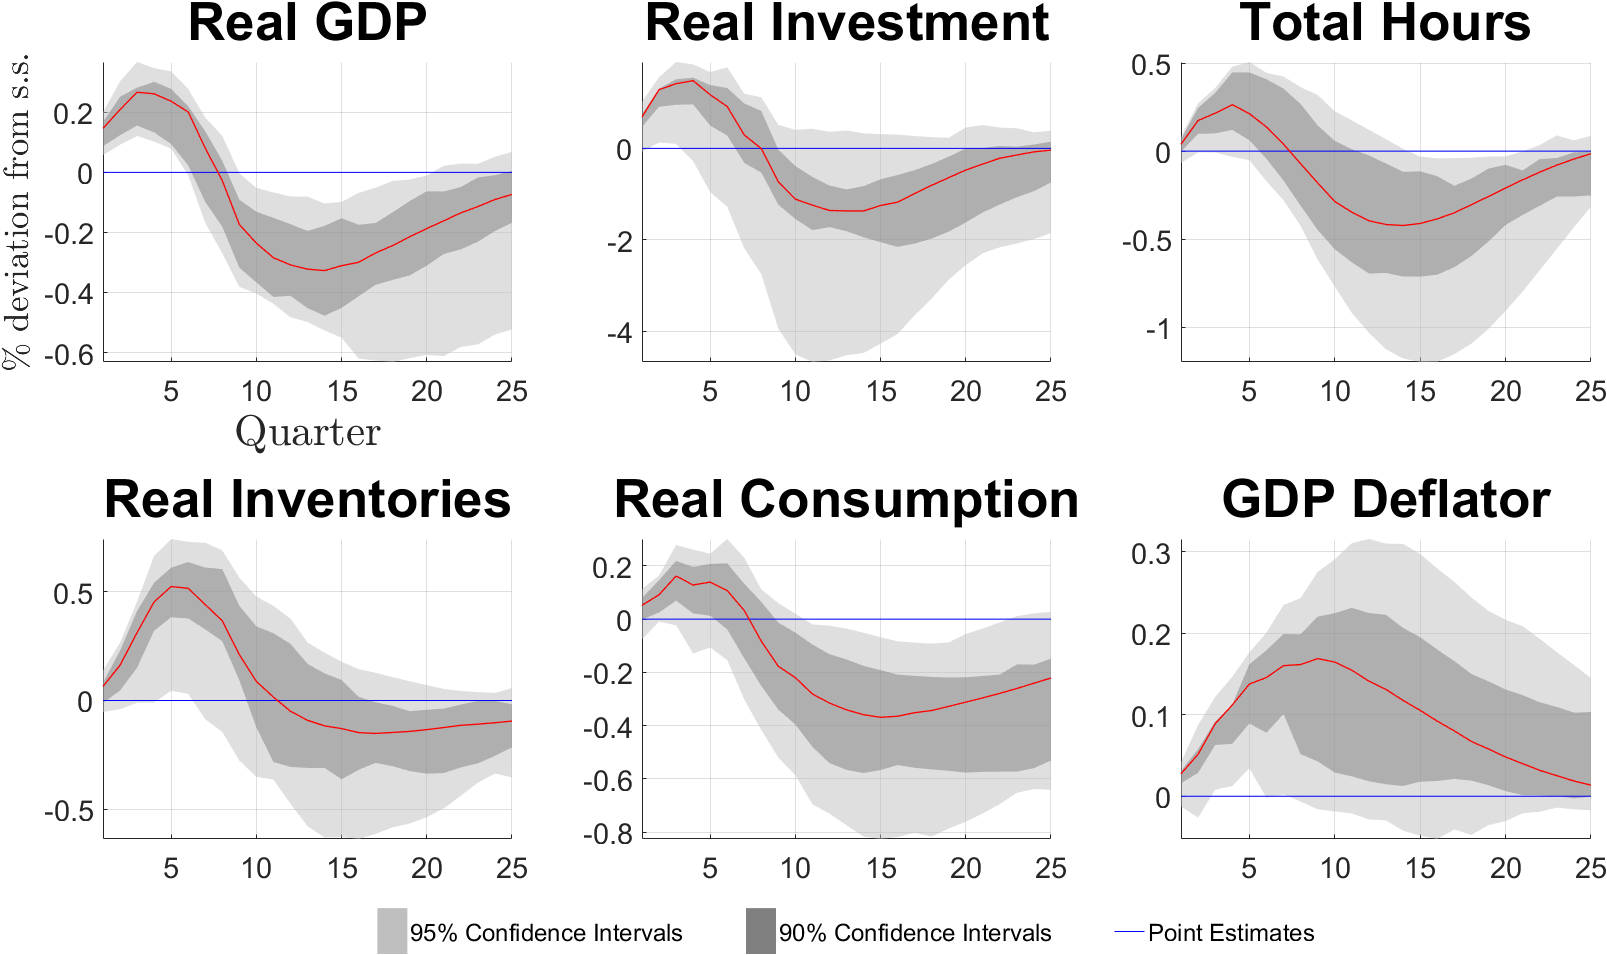 Real GDP
Real Investment
Total Hours
% deviation from s.s.
0.2
0
-0.2
-0.4
-0.6
5 10 15 20 25
Quarter
0
-2
-4
5 10 15 20 25
0.5
0
-0.5
-1
5 10 15 20 25
Real Inventories
Real Consumption
GDP Deflator
0.5
0
-0.5
5 10 15 20 25
0.2
0
-0.2
-0.4
-0.6
-0.8
5 10 15 20 25
0.3
0.2
0.1
0
5 10 15 20 25
95% Confidence Intervals
90% Confidence Intervals
Point Estimates